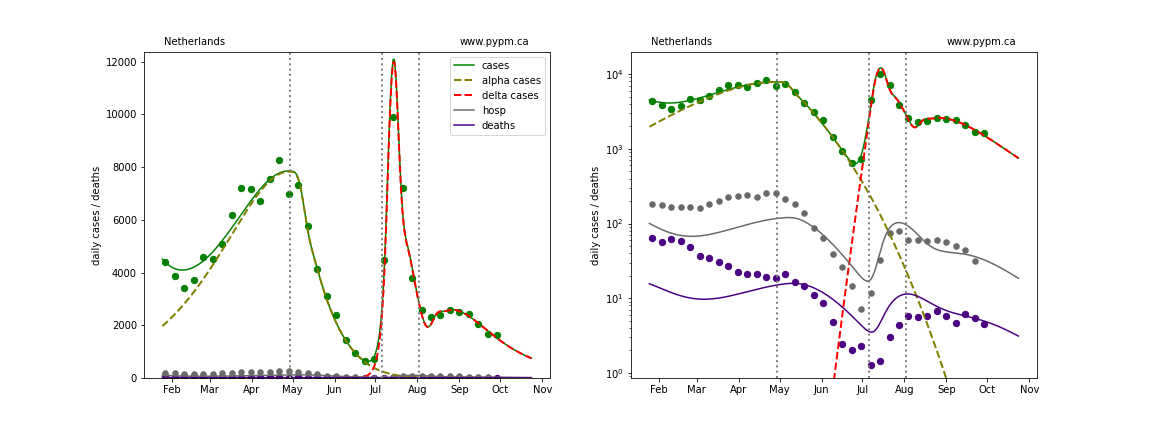 Netherlands
www.pypm.ca
daily cases / deaths
12000
10000
8000
6000
4000
2000
0
Feb Mar Apr May Jun Jul Aug Sep Oct Nov
cases
alpha cases
delta cases
hosp
deaths
Netherlands
www.pypm.ca
daily cases / deaths
10⁴
10³
10²
10¹
10⁰
Feb Mar Apr May Jun Jul Aug Sep Oct Nov